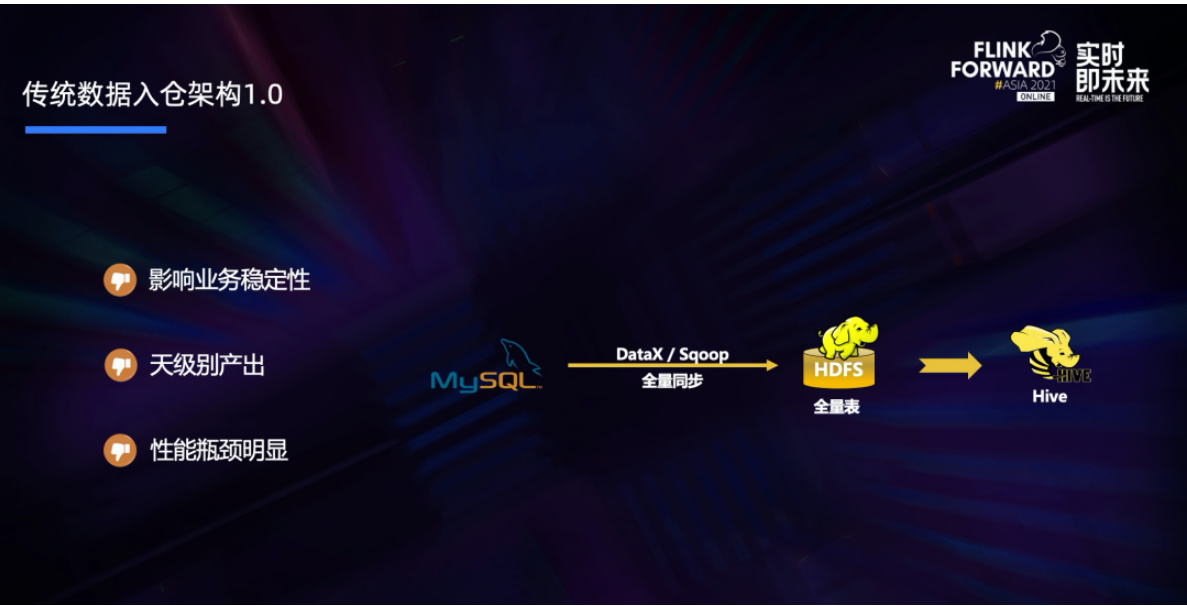 FLINK
FORWARD
#ASIA 2021
ONLINE
实时
即未来
REAL-TIME IS THE FUTURE
传统数据入仓架构1.0
影响业务稳定性
天级别产出
性能瓶颈明显
MySQL
DataX / Sqoop
全量同步
HDFS
全量表
HIVE
Hive